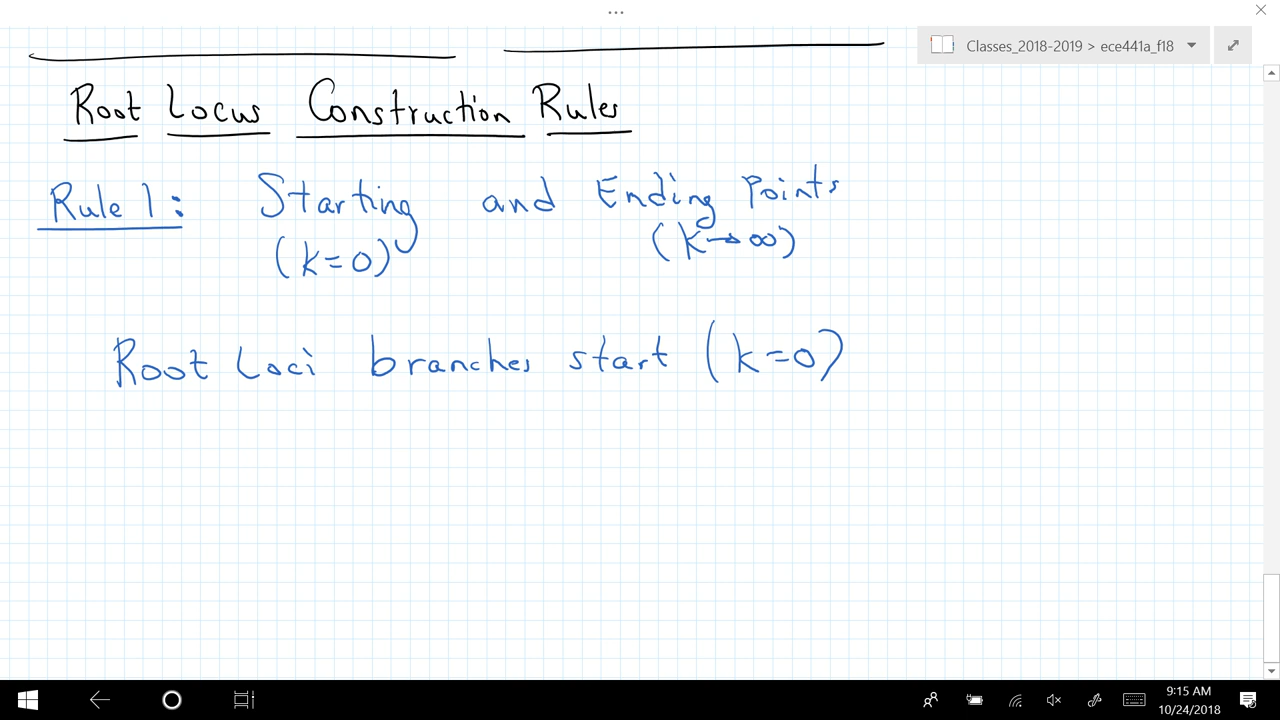 ...
Classes_2018-2019 > ece441a_f18
Root Locus Construction Rules
Rule 1: Starting and Ending Points
(k=0) (k→∞)
Root Loci branches start (k=0)
9:15 AM
10/24/2018